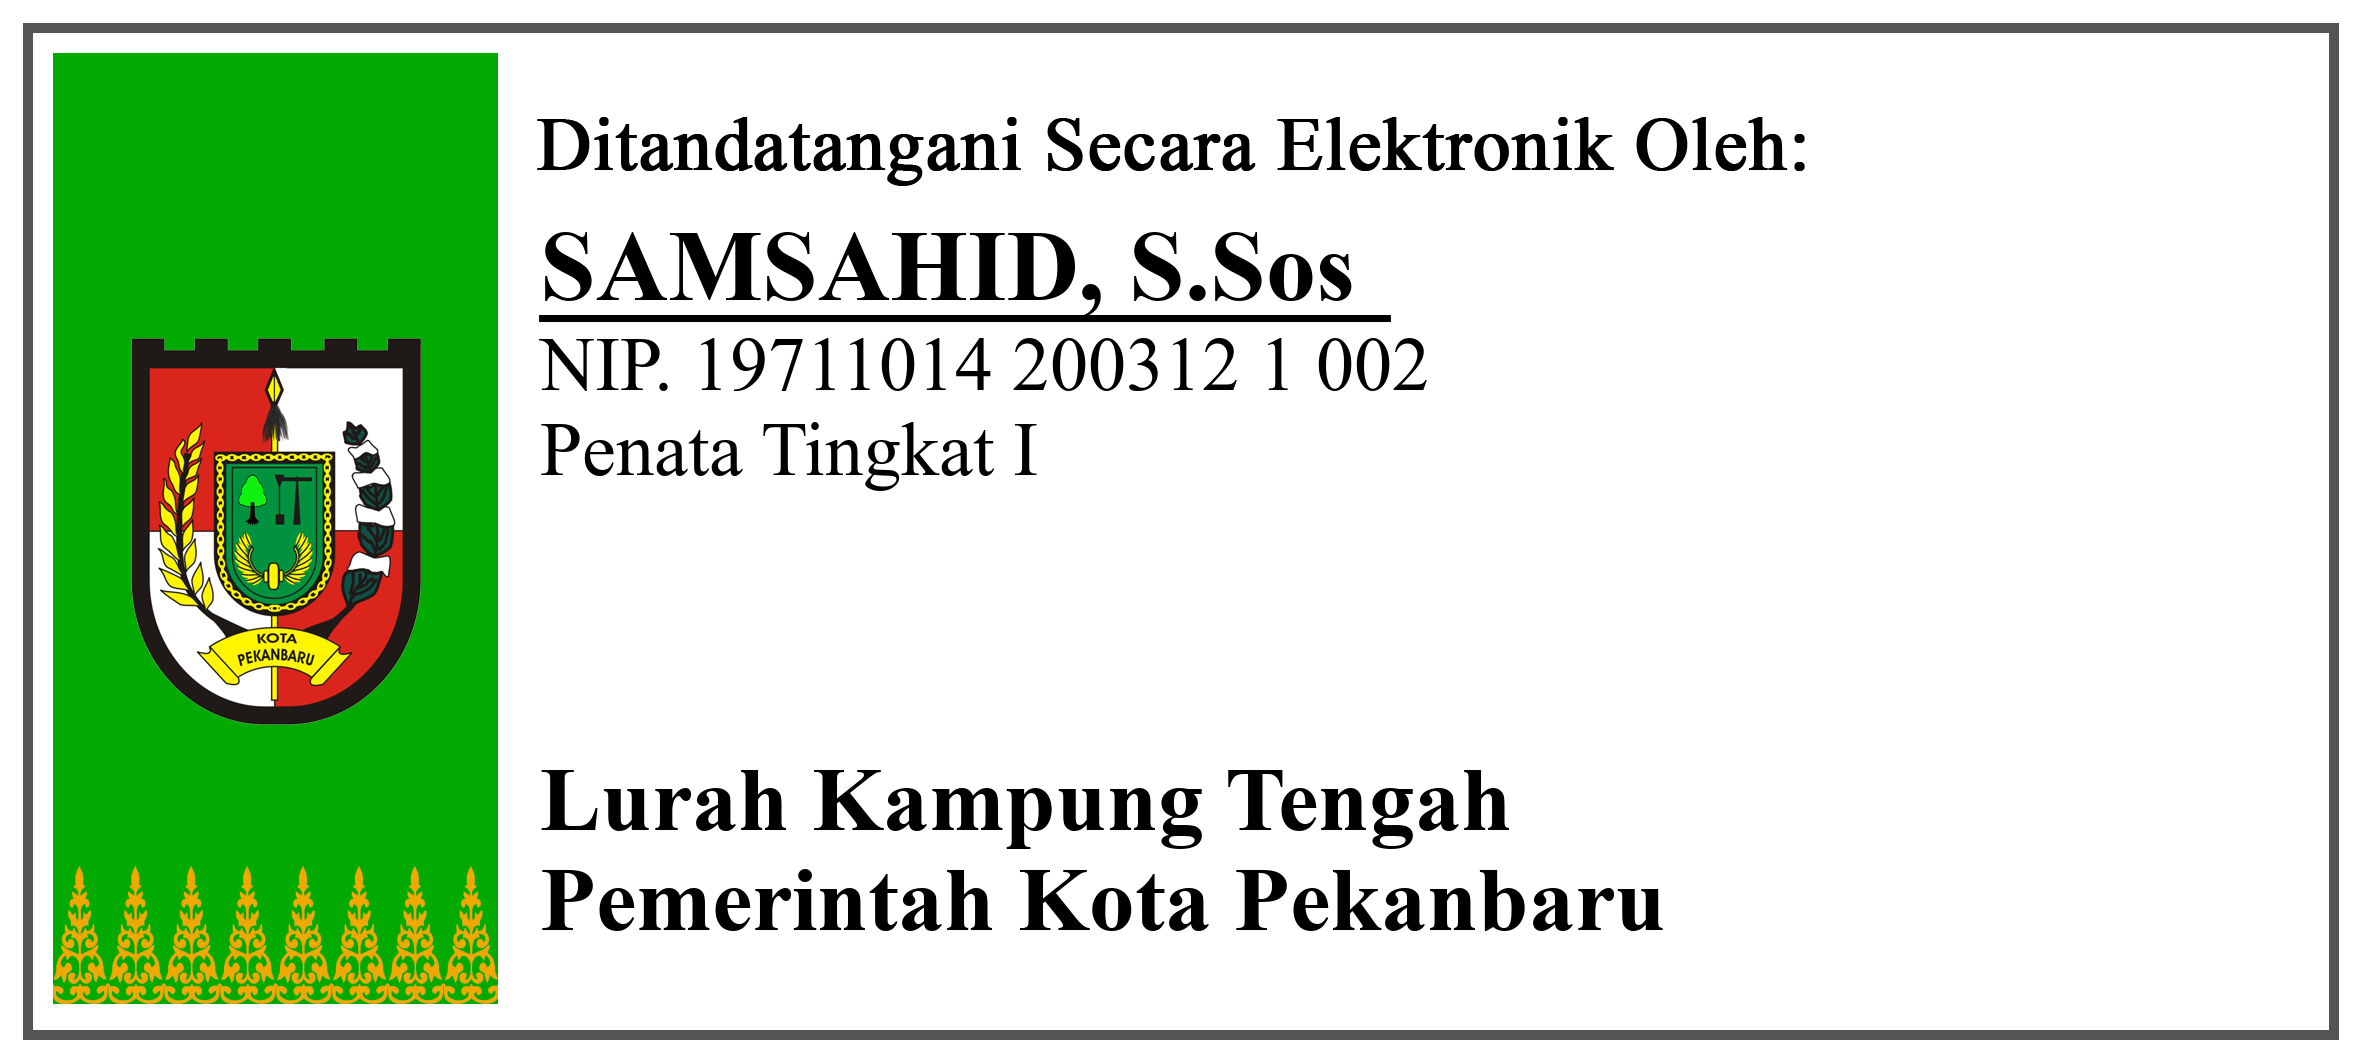 Ditandatangani Secara Elektronik Oleh:
SAMSAHID, S.Sos
NIP. 19711014 200312 1 002
Penata Tingkat I
KOTA
PEKANBARU
Lurah Kampung Tengah
Pemerintah Kota Pekanbaru